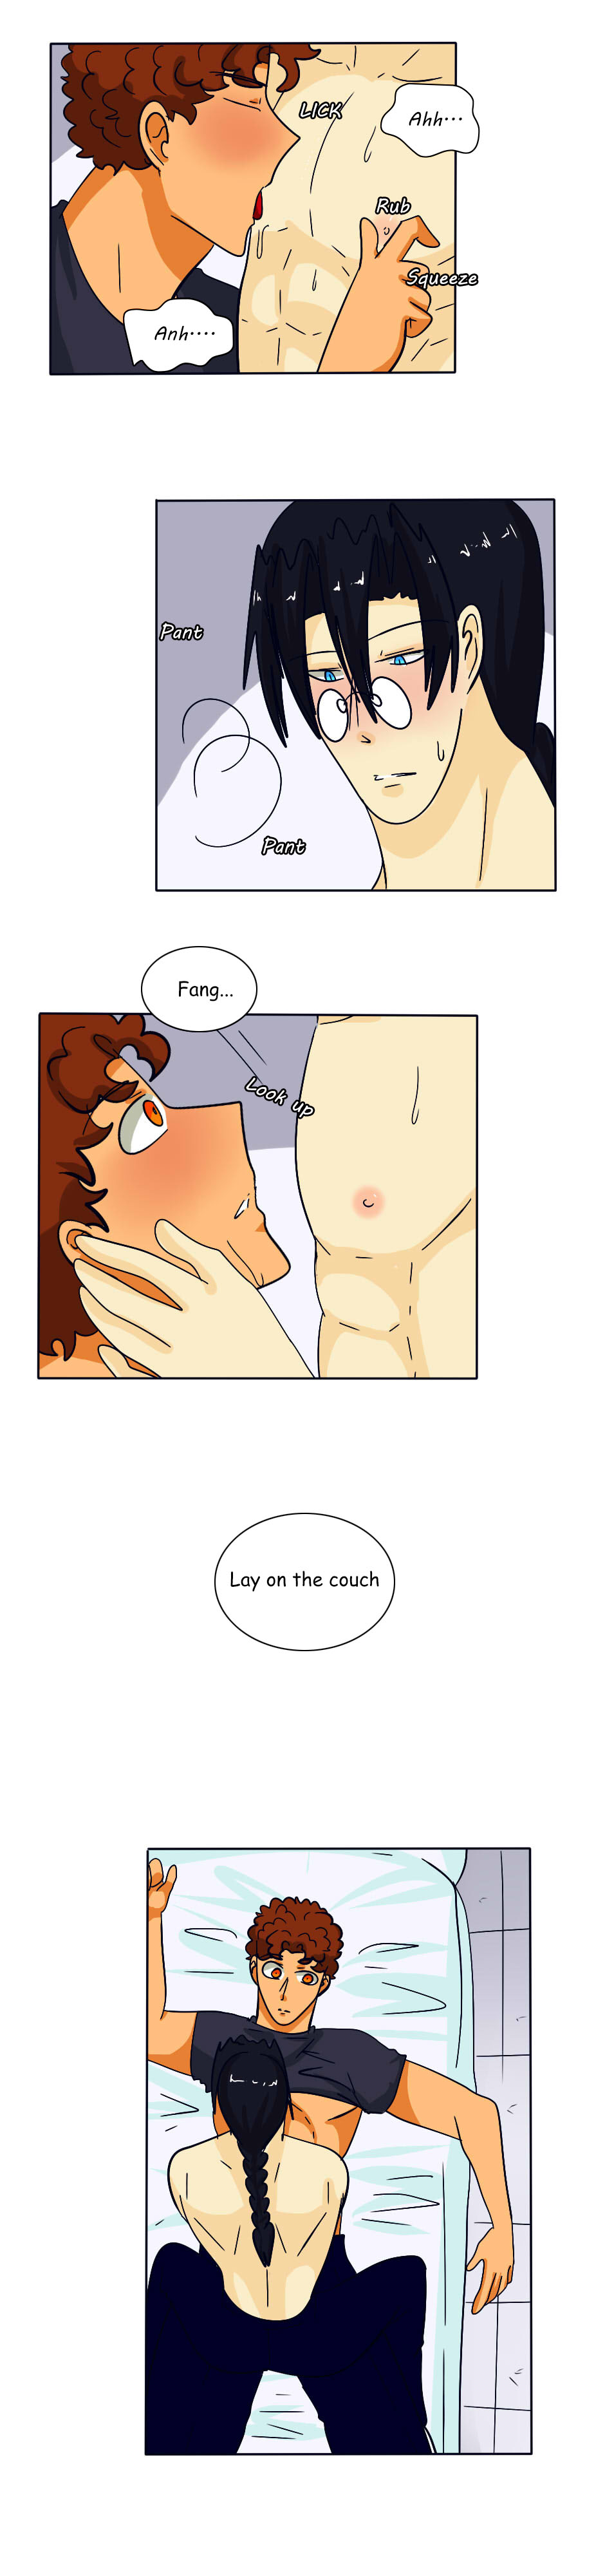 LICK
Ahh...
Rub
Squeeze
Anh....
Pant
Pant
Fang...
Look up
Lay on the couch